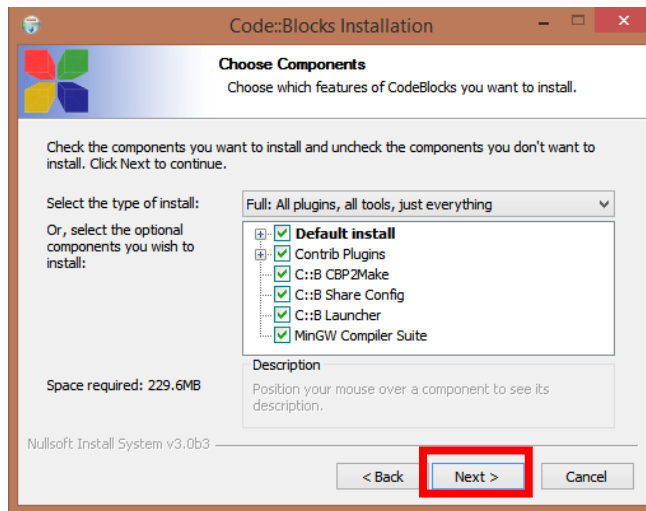 Code::Blocks Installation
Choose Components
Choose which features of CodeBlocks you want to install.
Check the components you want to install and uncheck the components you don't want to
install. Click Next to continue.
Select the type of install:
Full: All plugins, all tools, just everything
Or, select the optional
components you wish to
install:
Default install
Contrib Plugins
C::B CBP2Make
C::B Share Config
C::B Launcher
MinGW Compiler Suite
Space required: 229.6MB
Description
Position your mouse over a component to see its
description.
Nullsoft Install System v3.0b3
< Back
Next >
Cancel